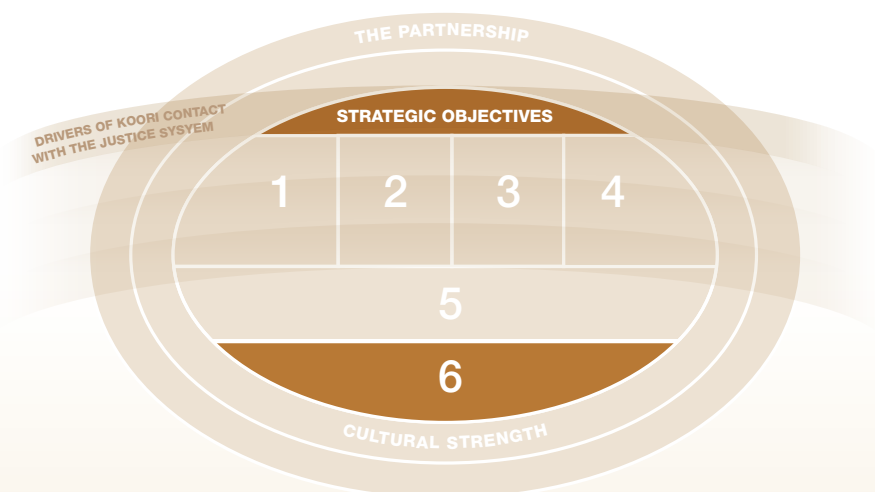 THE PARTNERSHIP
DRIVERS OF KOORI CONTACT
WITH THE JUSTICE SYSYEM
STRATEGIC OBJECTIVES
1 2 3 4
5
6
CULTURAL STRENGTH